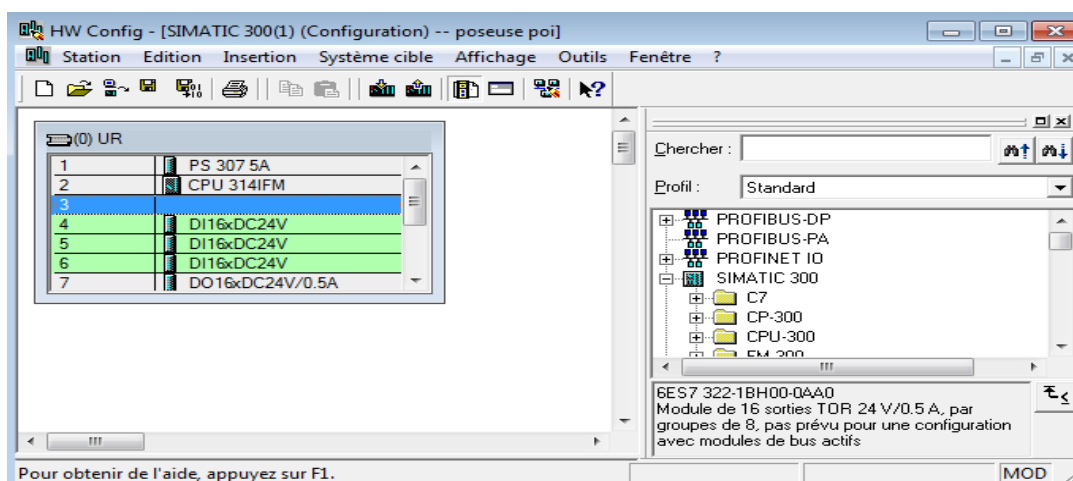 HW Config - [SIMATIC 300(1) (Configuration) -- poseuse poi]
Station Edition Insertion Système cible Affichage Outils Fenêtre ?
(0) UR
1 PS 307 5A
2 CPU 314IFM
3
4 DI16xDC24V
5 DI16xDC24V
6 DI16xDC24V
7 DO16xDC24V/0.5A
Chercher :
Profil : Standard
PROFIBUS-DP
PROFIBUS-PA
PROFINET IO
SIMATIC 300
C7
CP-300
CPU-300
FM-300
6ES7 322-1BH00-0AA0
Module de 16 sorties TOR 24 V/0.5 A, par
groupes de 8, pas prévu pour une configuration
avec modules de bus actifs
Pour obtenir de l'aide, appuyez sur F1.
MOD